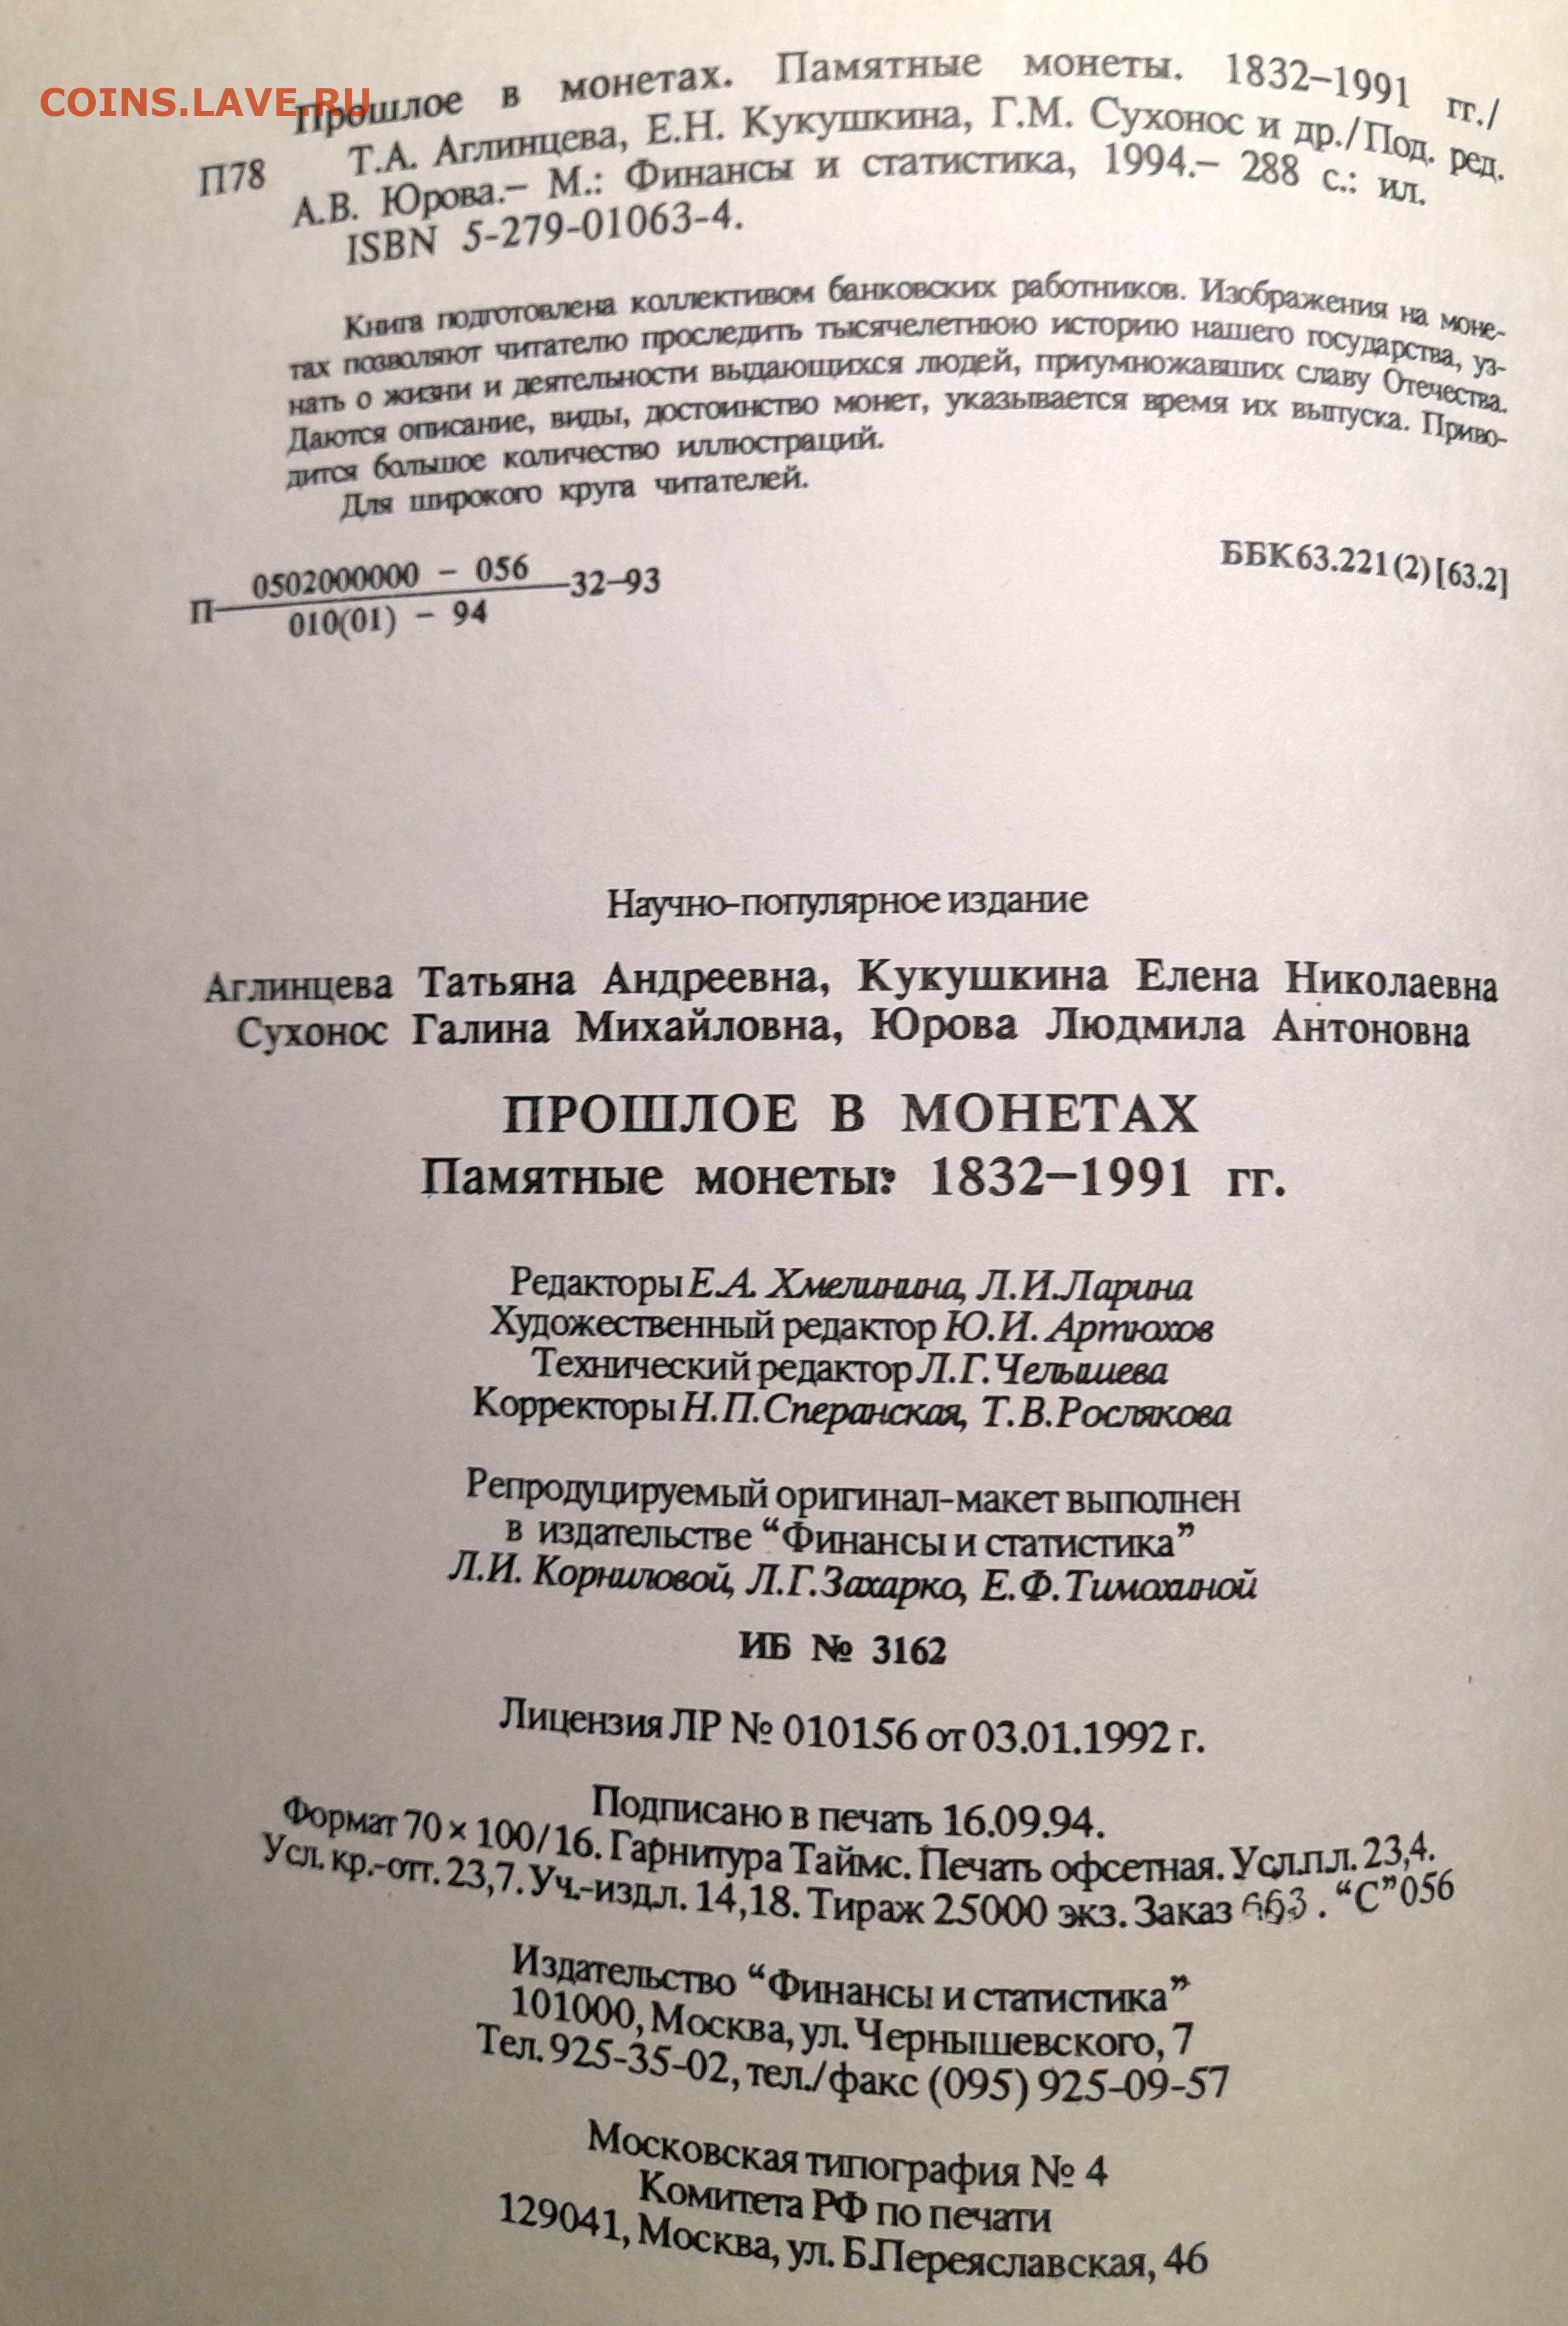 COINS.LAVE.RU
Прошлое в монетах. Памятные монеты. 1832–1991 гг./
П78 Т.А. Аглинцева, Е.Н. Кукушкина, Г.М. Сухонос и др./Под. ред.
А.В. Юрова.– М.: Финансы и статистика, 1994.– 288 с.: ил.
ISBN 5-279-01063-4.
Книга подготовлена коллективом банковских работников. Изображения на моне-
тах позволяют читателю проследить тысячелетнюю историю нашего государства, уз-
нать о жизни и деятельности выдающихся людей, приумножавших славу Отечества.
Даются описание, виды, достоинство монет, указывается время их выпуска. Приво-
дится большое количество иллюстраций.
Для широкого круга читателей.
0502000000 – 056
П 32–93
010(01) – 94
ББК 63.221 (2) [63.2]
Научно-популярное издание
Аглинцева Татьяна Андреевна, Кукушкина Елена Николаевна
Сухонос Галина Михайловна, Юрова Людмила Антоновна
ПРОШЛОЕ В МОНЕТАХ
Памятные монеты: 1832–1991 гг.
Редакторы Е.А. Хмелинина, Л.И.Ларина
Художественный редактор Ю.И. Артюхов
Технический редактор Л.Г.Челышева
Корректоры Н.П.Сперанская, Т.В.Рослякова
Репродуцируемый оригинал-макет выполнен
в издательстве “Финансы и статистика”
Л.И. Корниловой, Л.Г.Захарко, Е.Ф.Тимохиной
ИБ № 3162
Лицензия ЛР № 010156 от 03.01.1992 г.
Подписано в печать 16.09.94.
Формат 70 × 100/16. Гарнитура Таймс. Печать офсетная. Усл.п.л. 23,4.
Усл. кр.-отт. 23,7. Уч.-изд.л. 14,18. Тираж 25000 экз. Заказ 663 . “С”056
Издательство “Финансы и статистика”
101000, Москва, ул. Чернышевского, 7
Тел. 925-35-02, тел./факс (095) 925-09-57
Московская типография № 4
Комитета РФ по печати
129041, Москва, ул. Б.Переяславская, 46